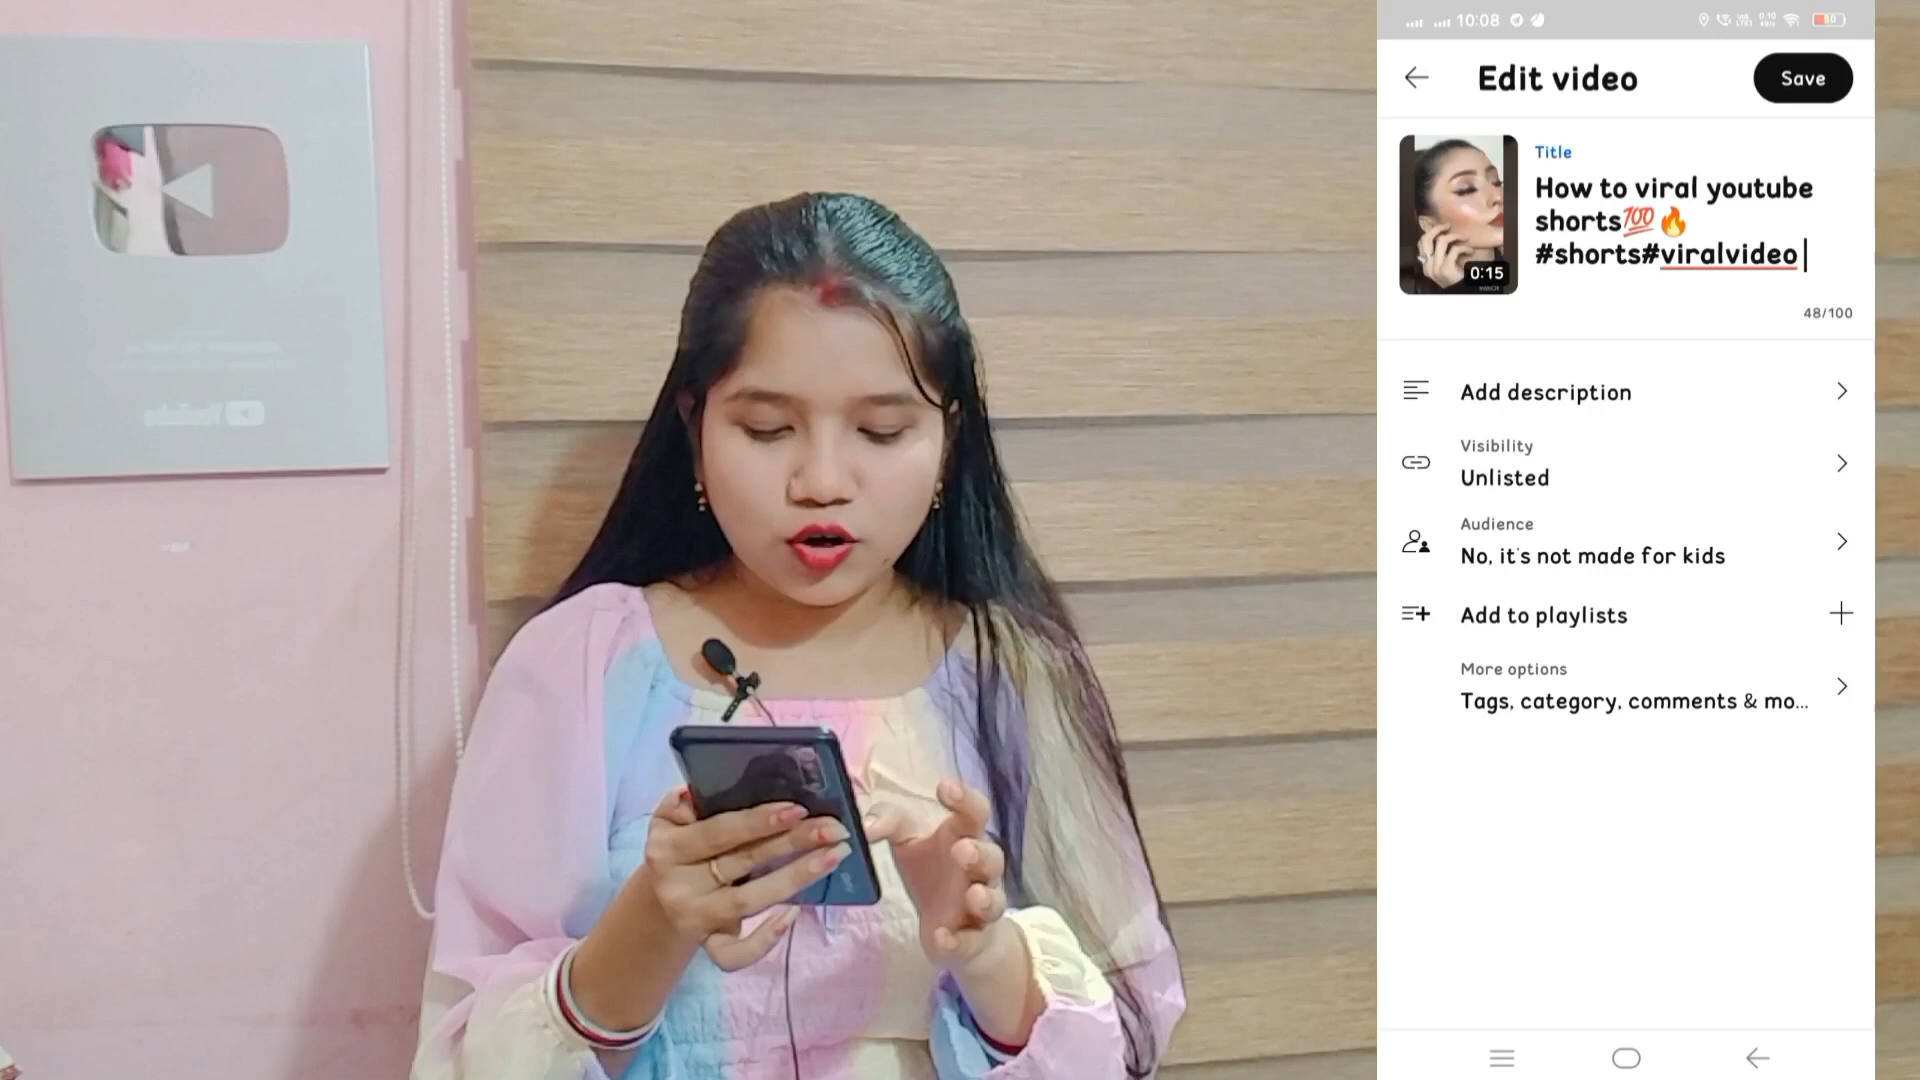 10:08
Edit video
Save
Title
How to viral youtube
shorts💯🔥
#shorts#viralvideo
0:15
48/100
Add description
Visibility
Unlisted
Audience
No, it's not made for kids
Add to playlists
More options
Tags, category, comments & mo...